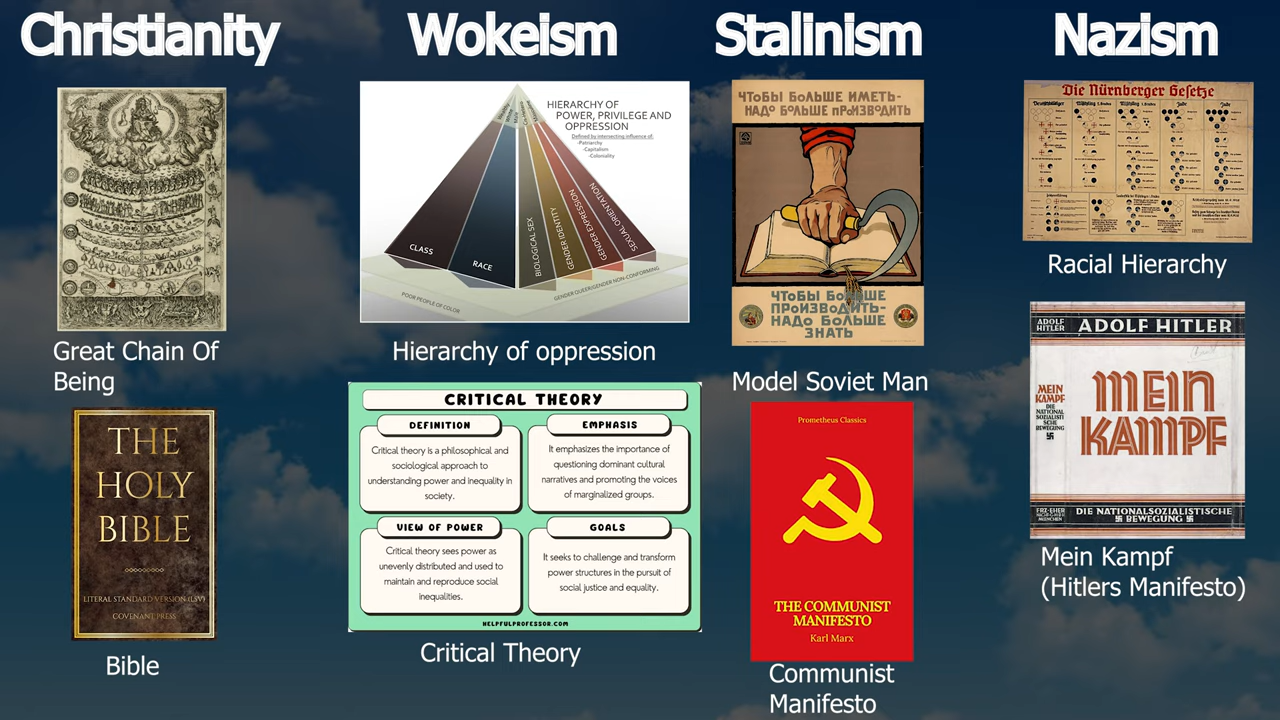 Christianity
Wokeism
Stalinism
Nazism
HIERARCHY OF
POWER, PRIVILEGE AND
OPPRESSION
Defined by intersecting influence of:
-Patriarchy
-Capitalism
-Coloniality
CLASS
RACE
BIOLOGICAL SEX
GENDER IDENTITY
GENDER EXPRESSION
SEXUAL ORIENTATION
POOR PEOPLE OF COLOR
GENDER QUEER/GENDER NON-CONFORMING
ЧТОБЫ БОЛЬШЕ ИМЕТЬ-
НАДО БОЛЬШЕ ПРОИЗВОДИТЬ
ЧТОБЫ БОЛЬШЕ
ПРОИЗВОДИТЬ-
НАДО БОЛЬШЕ
ЗНАТЬ
Die Nürnberger Gesetze
Racial Hierarchy
Great Chain Of
Being
Hierarchy of oppression
Model Soviet Man
THE
HOLY
BIBLE
LITERAL STANDARD VERSION (LSV)
COVENANT PRESS
Bible
CRITICAL THEORY
DEFINITION
Critical theory is a philosophical and
sociological approach to
understanding power and inequality in
society.
EMPHASIS
It emphasizes the importance of
questioning dominant cultural
narratives and promoting the voices
of marginalized groups.
VIEW OF POWER
Critical theory sees power as
unevenly distributed and used to
maintain and reproduce social
inequalities.
GOALS
It seeks to challenge and transform
power structures in the pursuit of
social justice and equality.
HELPFULPROFESSOR.COM
Critical Theory
Prometheus Classics
THE COMMUNIST
MANIFESTO
Karl Marx
Communist
Manifesto
ADOLF
HITLER
ADOLF HITLER
MEIN
KAMPF
DIE
NATIONAL
SOZIALISTI
SCHE
BEWEGUNG
MEIN
KAMPF
FRZ·EHER
MÜNCHEN
DIE NATIONALSOZIALISTISCHE
BEWEGUNG
Mein Kampf
(Hitlers Manifesto)